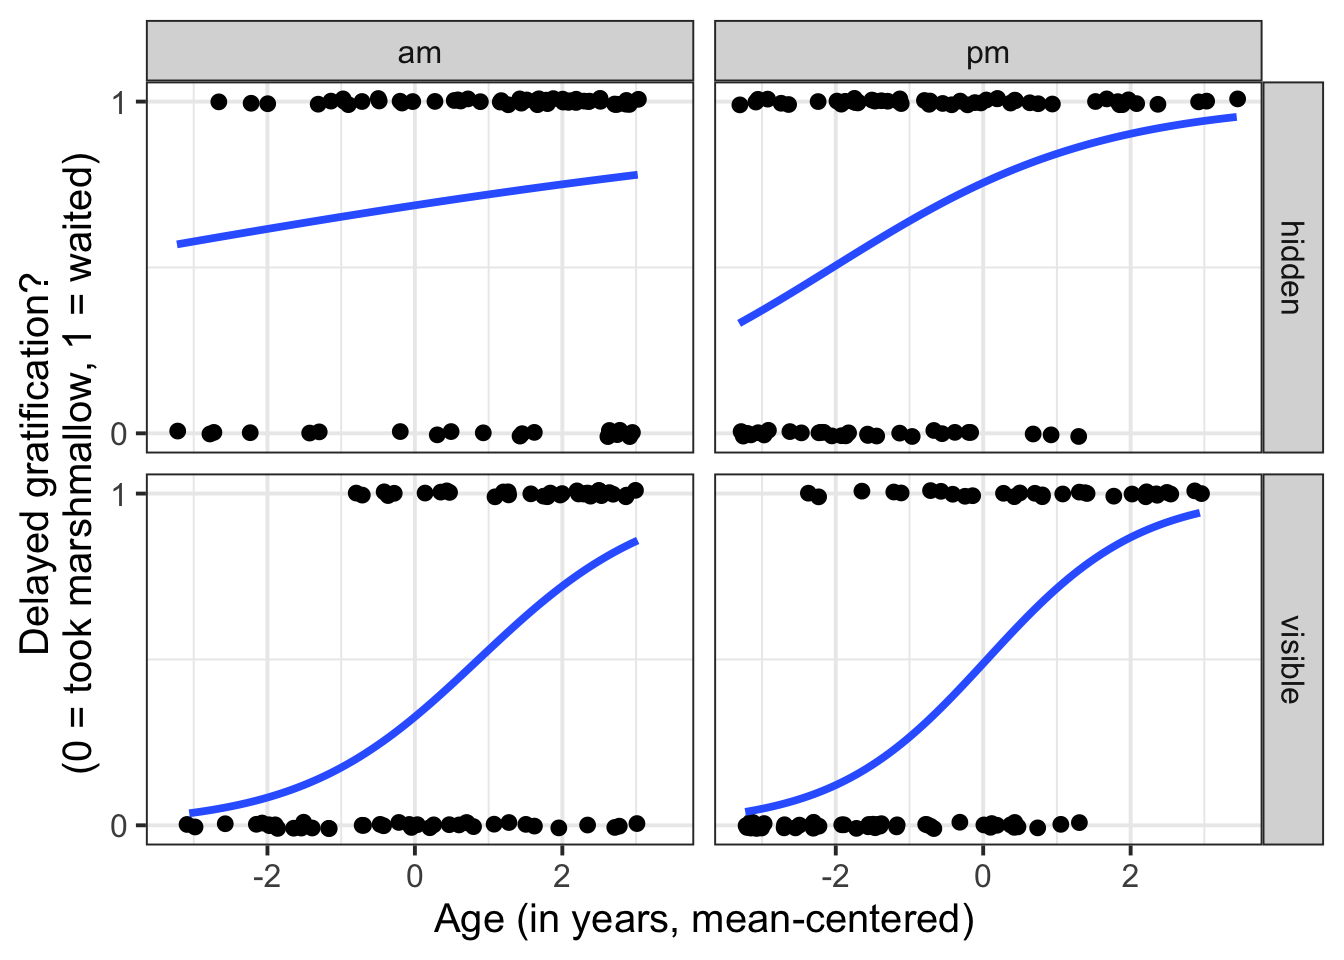 am
pm
Delayed gratification?
(0 = took marshmallow, 1 = waited)
1
0
hidden
1
0
visible
-2
0
2
-2
0
2
Age (in years, mean-centered)